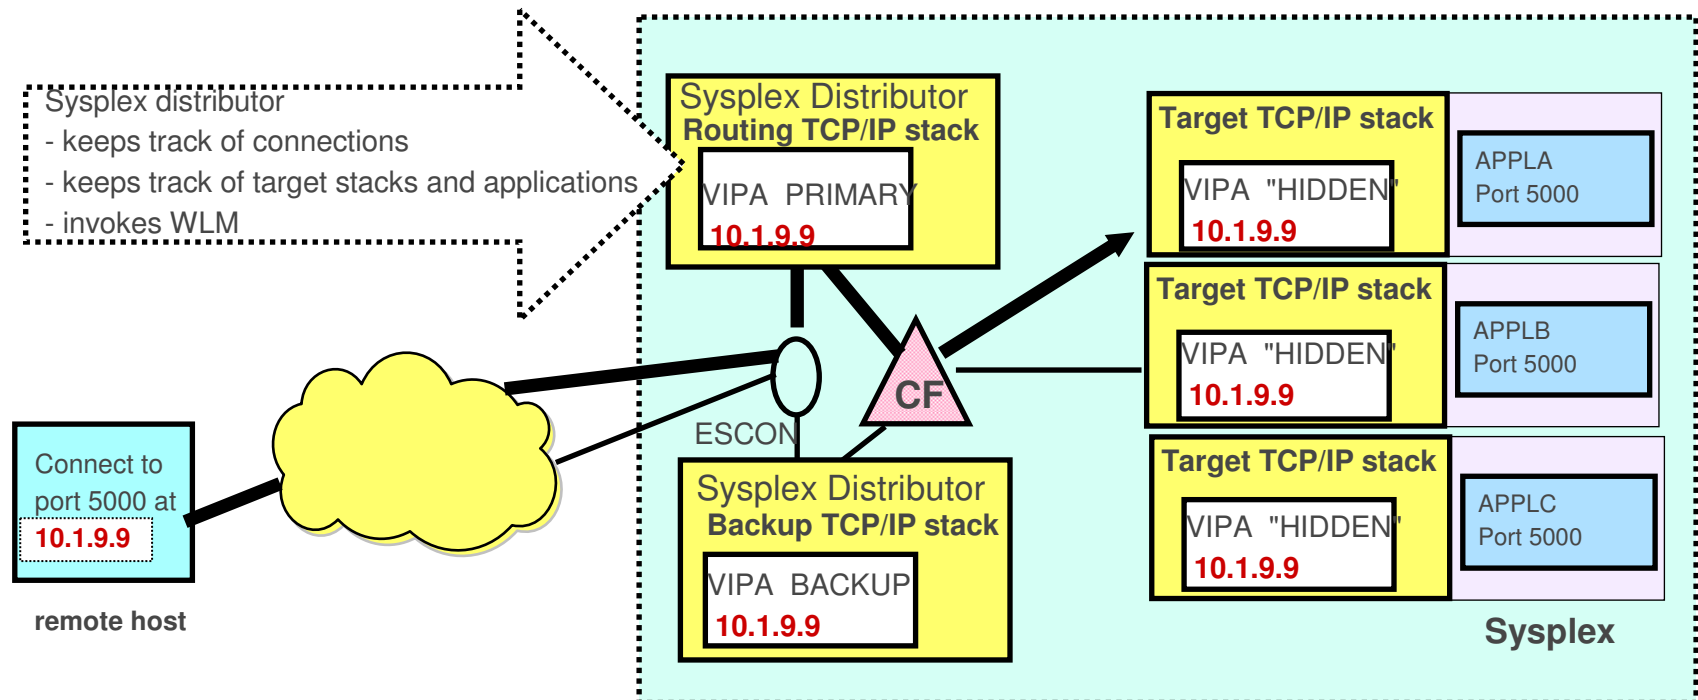 Sysplex distributor
- keeps track of connections
- keeps track of target stacks and applications
- invokes WLM
Sysplex Distributor
Routing TCP/IP stack
VIPA PRIMARY
10.1.9.9
Target TCP/IP stack
VIPA "HIDDEN"
10.1.9.9
APPLA
Port 5000
Target TCP/IP stack
VIPA "HIDDEN"
10.1.9.9
APPLB
Port 5000
CF
ESCON
Connect to
port 5000 at
10.1.9.9
remote host
Sysplex Distributor
Backup TCP/IP stack
VIPA BACKUP
10.1.9.9
Target TCP/IP stack
VIPA "HIDDEN"
10.1.9.9
APPLC
Port 5000
Sysplex